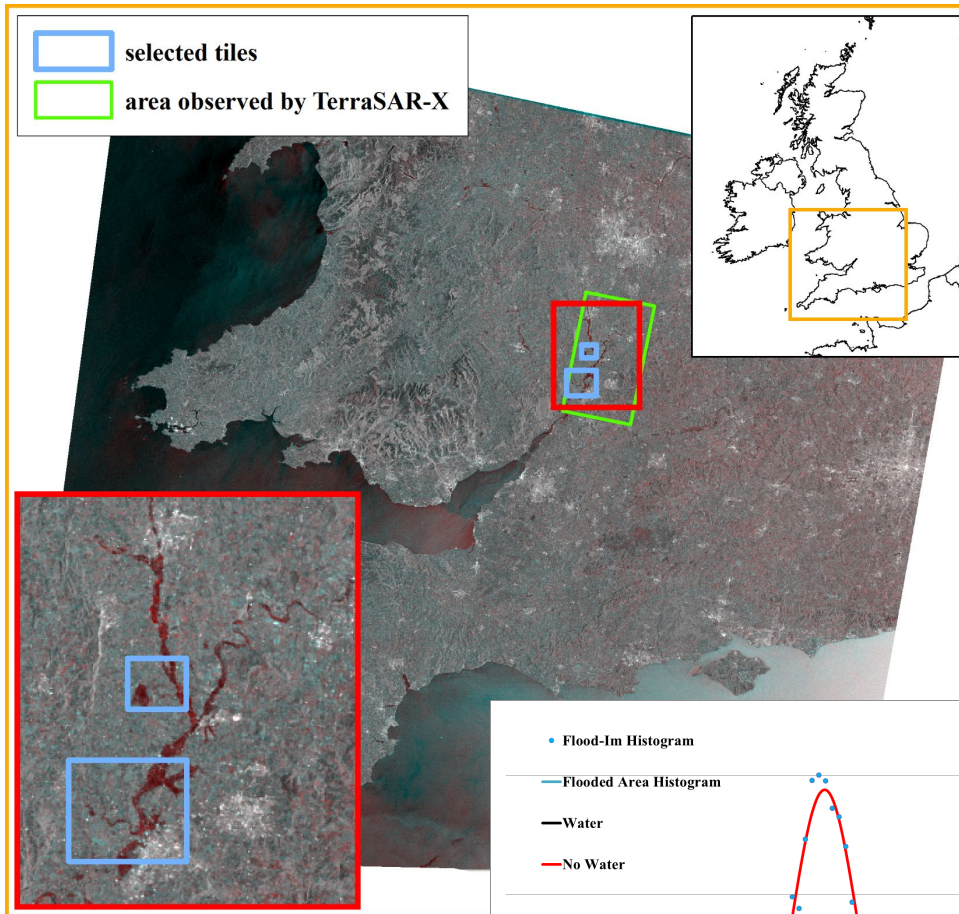 selected tiles
area observed by TerraSAR-X
Flood-Im Histogram
Flooded Area Histogram
Water
No Water